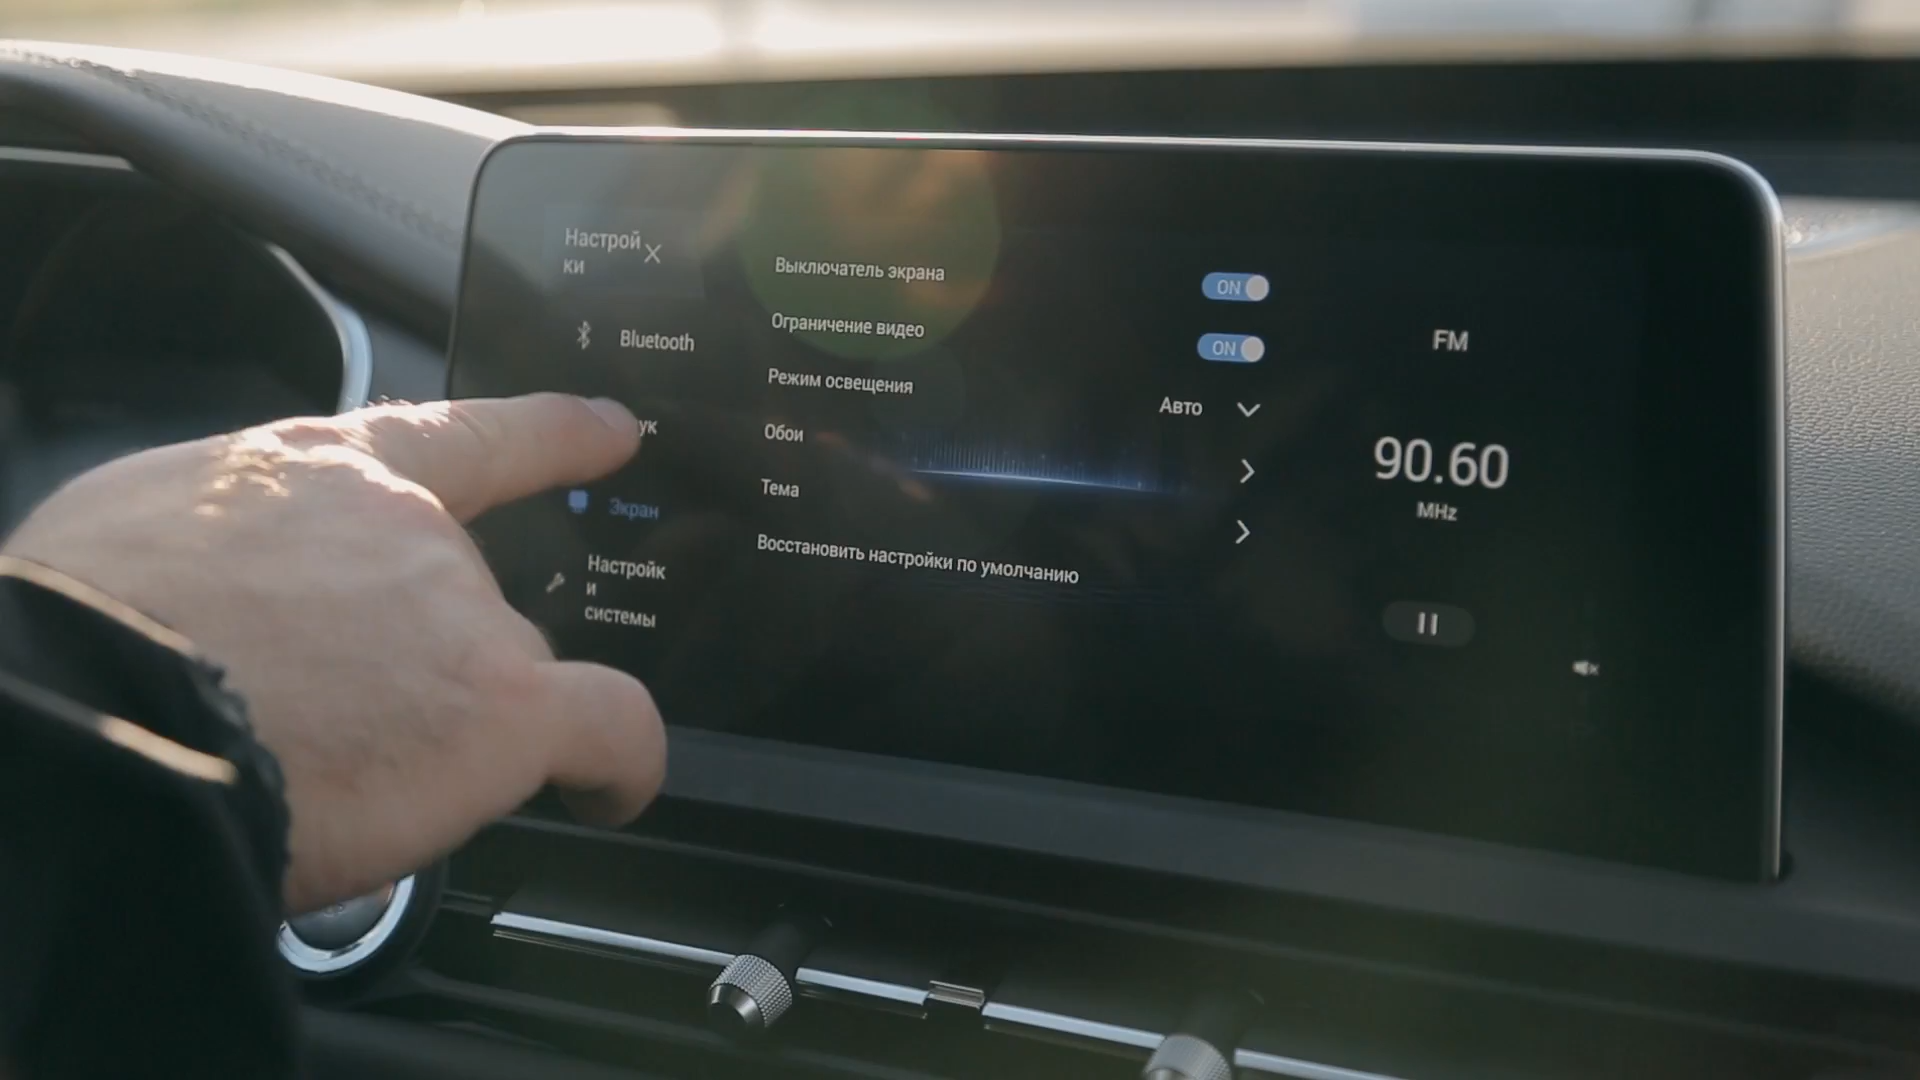 Настрой
ки
Bluetooth
ук
Экран
Настройк
и
системы
Выключатель экрана
ON
Ограничение видео
ON
Режим освещения
Авто
Обои
Тема
Восстановить настройки по умолчанию
FM
90.60
MHz